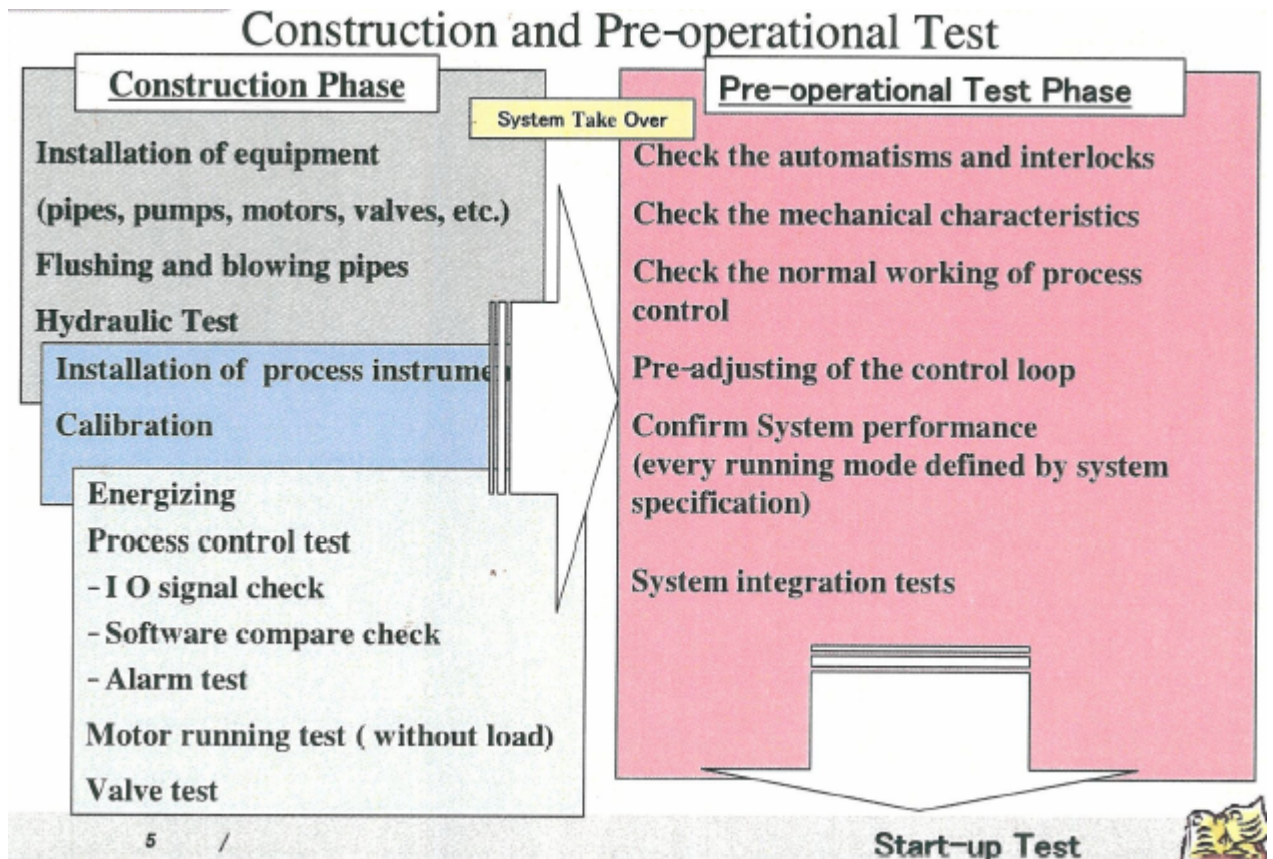 Construction and Pre-operational Test
Construction Phase
System Take Over
Pre-operational Test Phase
Installation of equipment
(pipes, pumps, motors, valves, etc.)
Flushing and blowing pipes
Hydraulic Test
Installation of process instrumen
Calibration
Energizing
Process control test
- I O signal check
- Software compare check
- Alarm test
Motor running test ( without load)
Valve test
Check the automatisms and interlocks
Check the mechanical characteristics
Check the normal working of process
control
Pre-adjusting of the control loop
Confirm System performance
(every running mode defined by system
specification)
System integration tests
5 /
Start-up Test